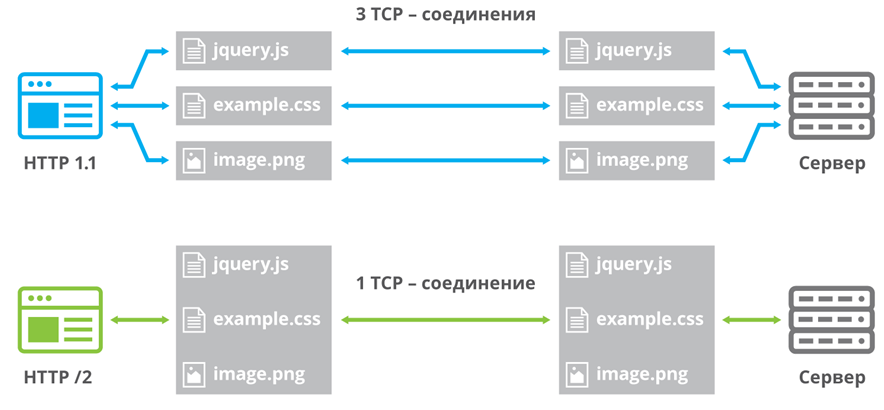 3 TCP – соединения
jquery.js
jquery.js
example.css
example.css
image.png
image.png
HTTP 1.1
Сервер
jquery.js
jquery.js
1 TCP – соединение
example.css
example.css
image.png
image.png
HTTP /2
Сервер